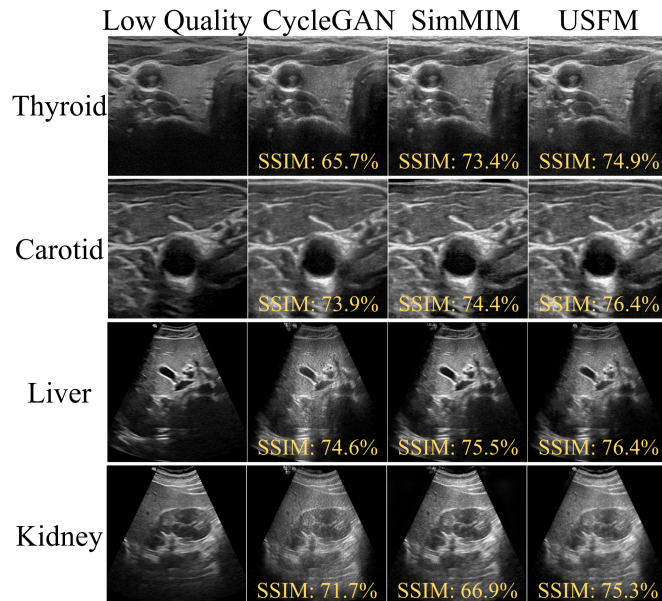 Low Quality CycleGAN SimMIM USFM
Thyroid
SSIM: 65.7% SSIM: 73.4% SSIM: 74.9%
Carotid
SSIM: 73.9% SSIM: 74.4% SSIM: 76.4%
Liver
SSIM: 74.6% SSIM: 75.5% SSIM: 76.4%
Kidney
SSIM: 71.7% SSIM: 66.9% SSIM: 75.3%